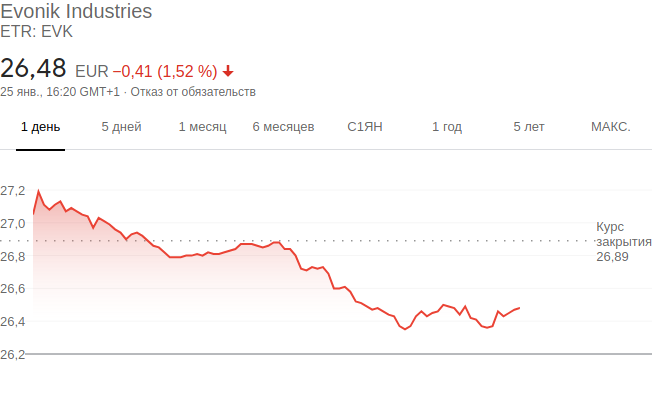 Evonik Industries
ETR: EVK
26,48 EUR −0,41 (1,52 %)
25 янв., 16:20 GMT+1 · Отказ от обязательств
1 день 5 дней 1 месяц 6 месяцев С1ЯН 1 год 5 лет МАКС.
27,2
27,0
Курс
закрытия
26,89
26,8
26,6
26,4
26,2